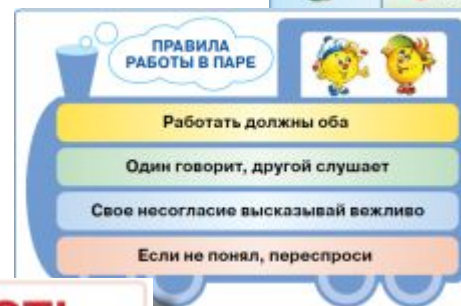 ПРАВИЛА
РАБОТЫ В ПАРЕ
Работать должны оба
Один говорит, другой слушает
Свое несогласие высказывай вежливо
Если не понял, переспроси